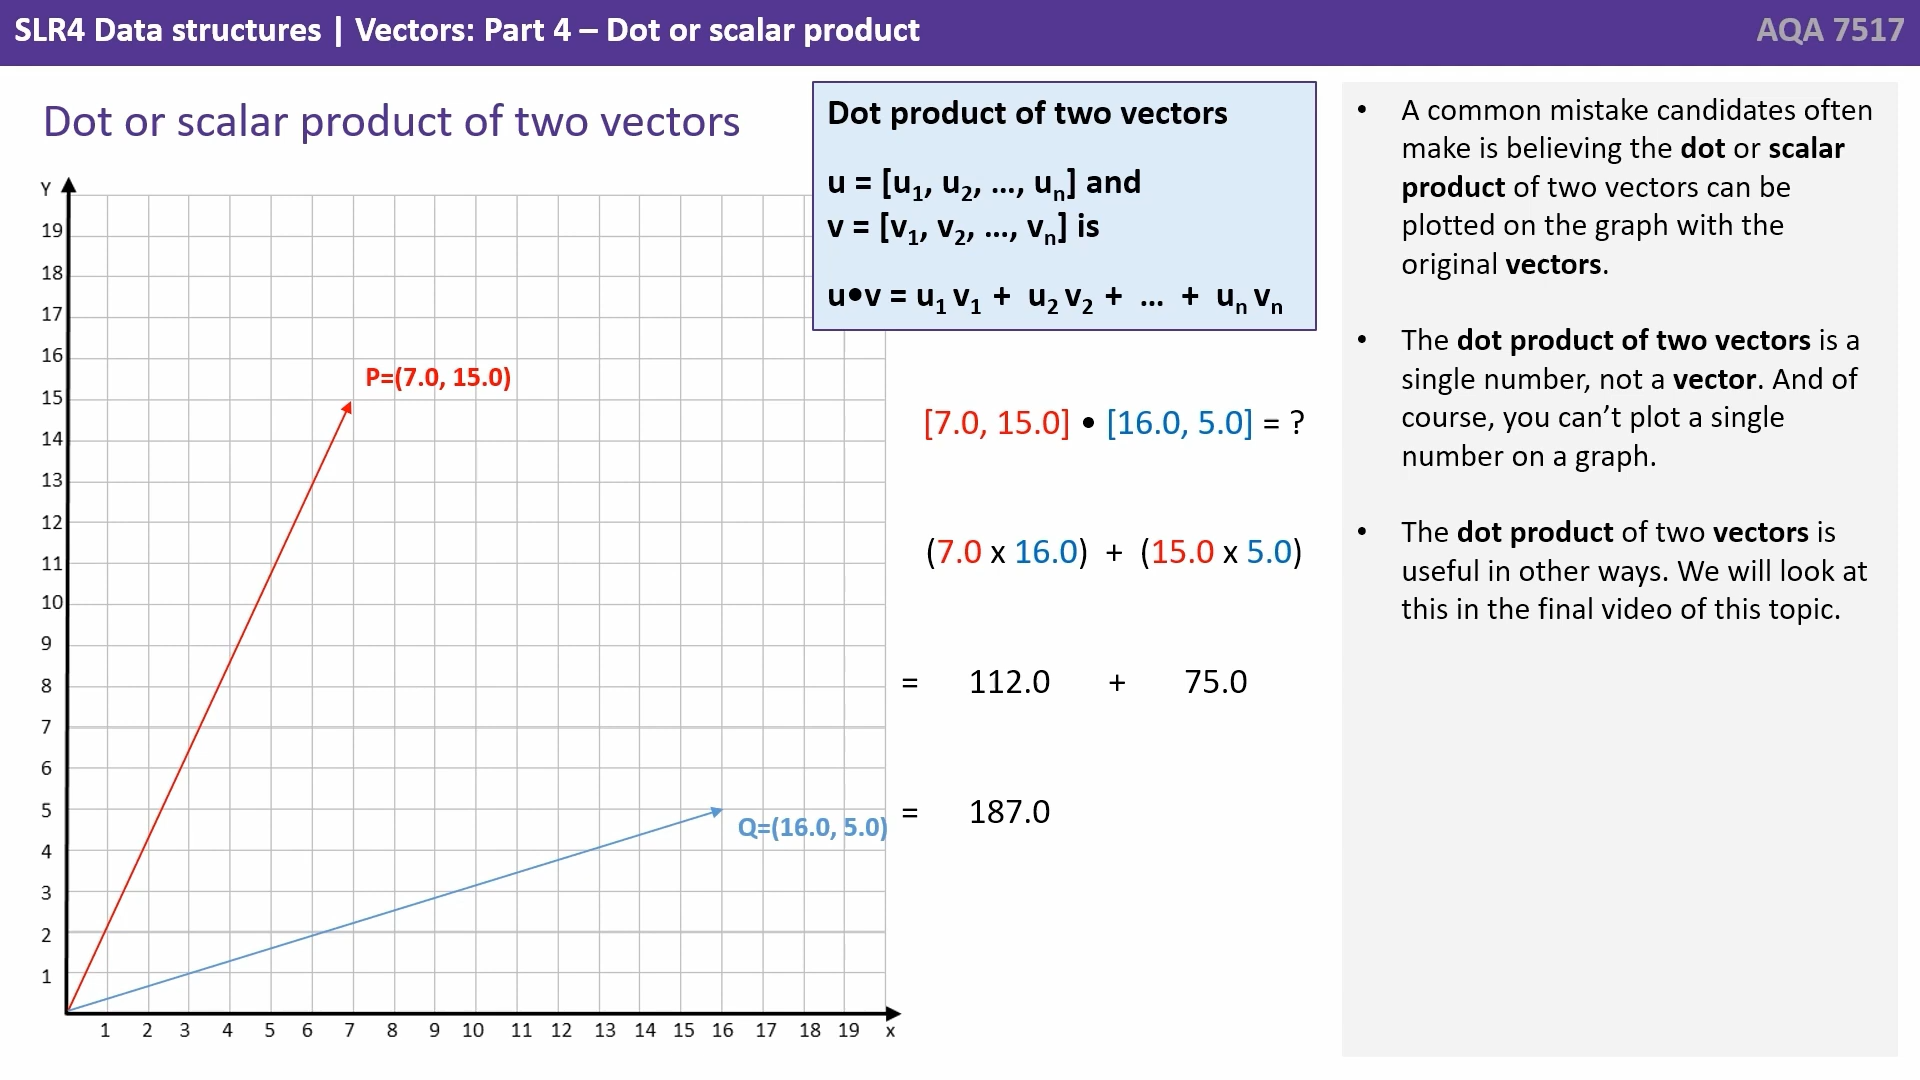 SLR4 Data structures | Vectors: Part 4 – Dot or scalar product
AQA 7517
Dot or scalar product of two vectors
Y
19
18
17
16
15
14
13
12
11
10
9
8
7
6
5
4
3
2
1
1 2 3 4 5 6 7 8 9 10 11 12 13 14 15 16 17 18 19 x
P=(7.0, 15.0)
Q=(16.0, 5.0)
Dot product of two vectors
u = [u1, u2, …, un] and
v = [v1, v2, …, vn] is
u•v = u1 v1 + u2 v2 + … + un vn
[7.0, 15.0] • [16.0, 5.0] = ?
(7.0 x 16.0) + (15.0 x 5.0)
= 112.0 + 75.0
= 187.0
• A common mistake candidates often
make is believing the dot or scalar
product of two vectors can be
plotted on the graph with the
original vectors.
• The dot product of two vectors is a
single number, not a vector. And of
course, you can’t plot a single
number on a graph.
• The dot product of two vectors is
useful in other ways. We will look at
this in the final video of this topic.